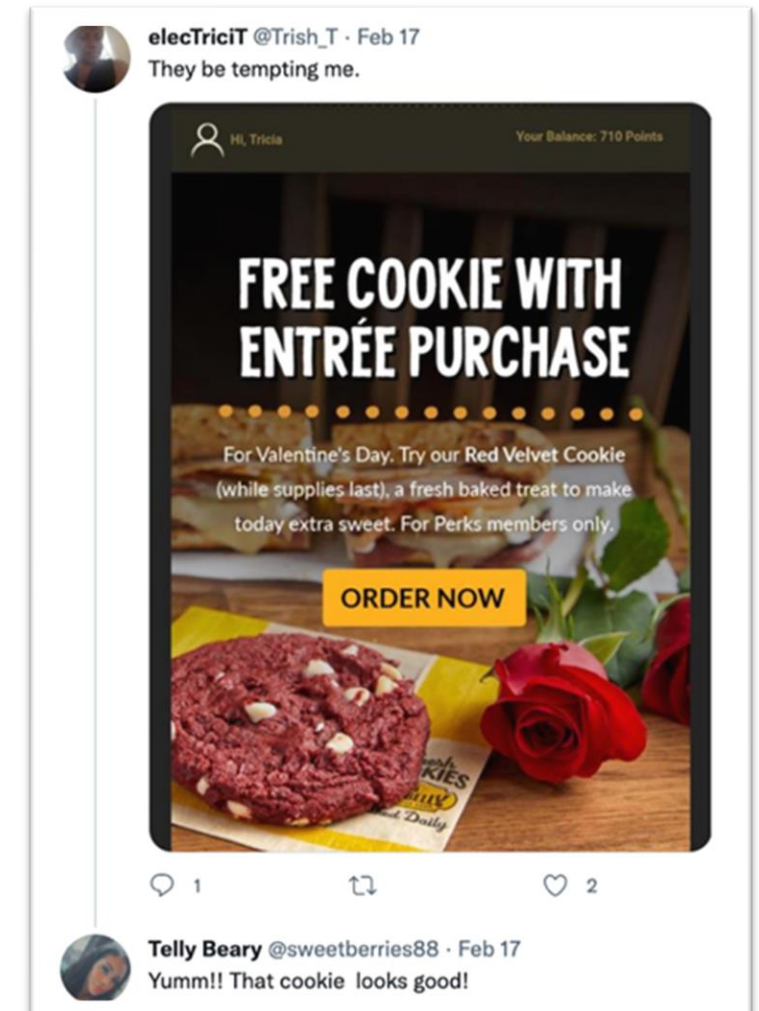 elecTriciT @Trish_T · Feb 17
They be tempting me.
Hi, Tricia
Your Balance: 710 Points
FREE COOKIE WITH
ENTRÉE PURCHASE
For Valentine's Day. Try our Red Velvet Cookie
(while supplies last), a fresh baked treat to make
today extra sweet. For Perks members only.
ORDER NOW
Daily
1
2
Telly Beary @sweetberries88 · Feb 17
Yumm!! That cookie looks good!